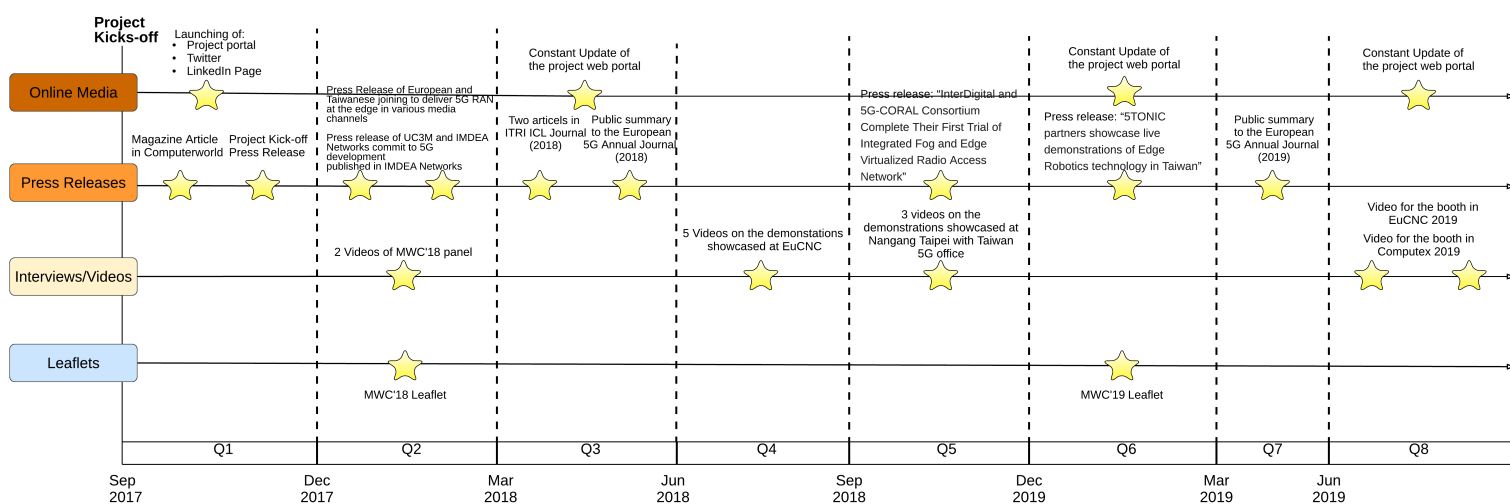 Project
Kicks-off
Launching of:
• Project portal
• Twitter
• LinkedIn Page
Constant Update of
the project web portal
Constant Update of
the project web portal
Constant Update of
the project web portal
Online Media
Press Release of European and
Taiwanese joining to deliver 5G RAN
at the edge in various media
channels
Press release of UC3M and IMDEA
Networks commit to 5G
development
published in IMDEA Networks
Magazine Article
in Computerworld
Project Kick-off
Press Release
Two articels in
ITRI ICL Journal
(2018)
Public summary
to the European
5G Annual Journal
(2018)
Press release: “InterDigital and
5G-CORAL Consortium
Complete Their First Trial of
Integrated Fog and Edge
Virtualized Radio Access
Network”
Press release: “5TONIC
partners showcase live
demonstrations of Edge
Robotics technology in Taiwan”
Public summary
to the European
5G Annual Journal
(2019)
Press Releases
2 Videos of MWC'18 panel
5 Videos on the demonstations
showcased at EuCNC
3 videos on the
demonstrations showcased at
Nangang Taipei with Taiwan
5G office
Video for the booth in
EuCNC 2019
Video for the booth in
Computex 2019
Interviews/Videos
Leaflets
MWC'18 Leaflet
MWC'19 Leaflet
Q1
Q2
Q3
Q4
Q5
Q6
Q7
Q8
Sep
2017
Dec
2017
Mar
2018
Jun
2018
Sep
2018
Dec
2019
Mar
2019
Jun
2019